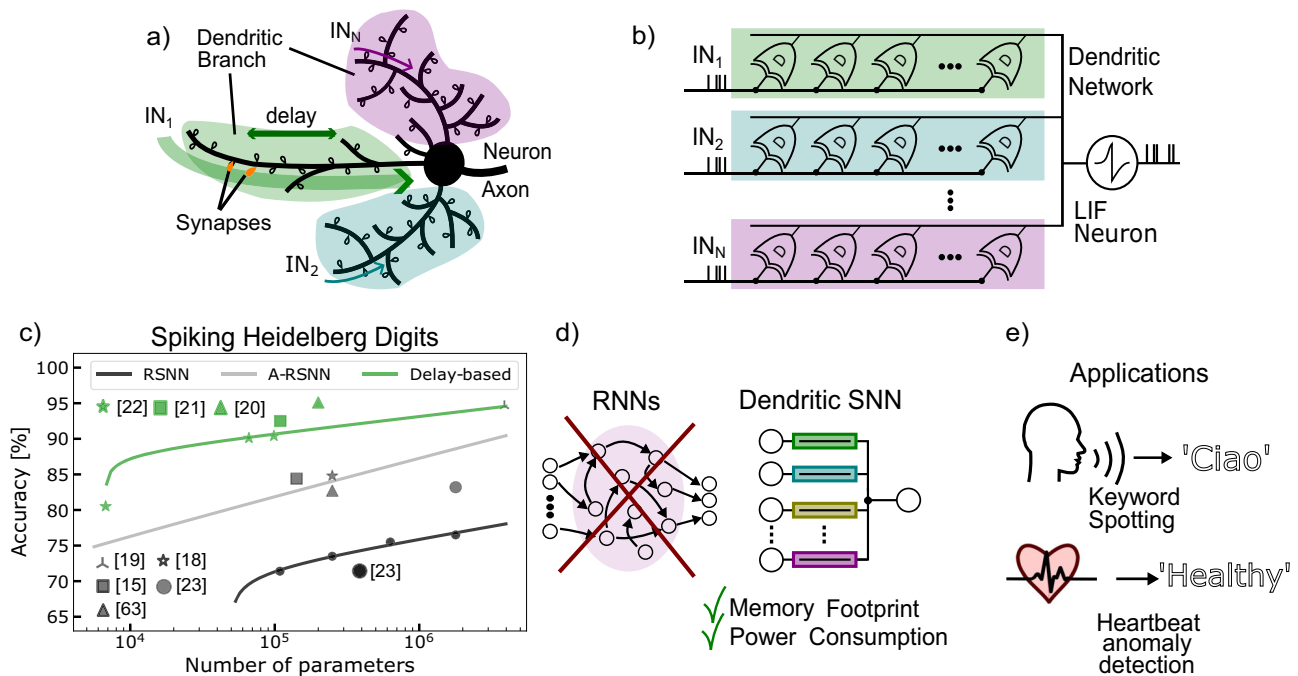 a)
Dendritic
Branch
IN_N
IN_1
delay
Neuron
Axon
Synapses
IN_2
b)
IN_1
D D D ••• D
Dendritic
Network
IN_2
D D D ••• D
LIF
Neuron
IN_N
D D D ••• D
c)
Spiking Heidelberg Digits
RSNN A-RSNN Delay-based
[22] [21] [20]
[19] [18]
[15] [23]
[63]
[23]
100
95
90
85
80
75
70
65
Accuracy [%]
10^4 10^5 10^6
Number of parameters
d)
RNNs
Dendritic SNN
Memory Footprint
Power Consumption
e)
Applications
'Ciao'
Keyword
Spotting
'Healthy'
Heartbeat
anomaly
detection